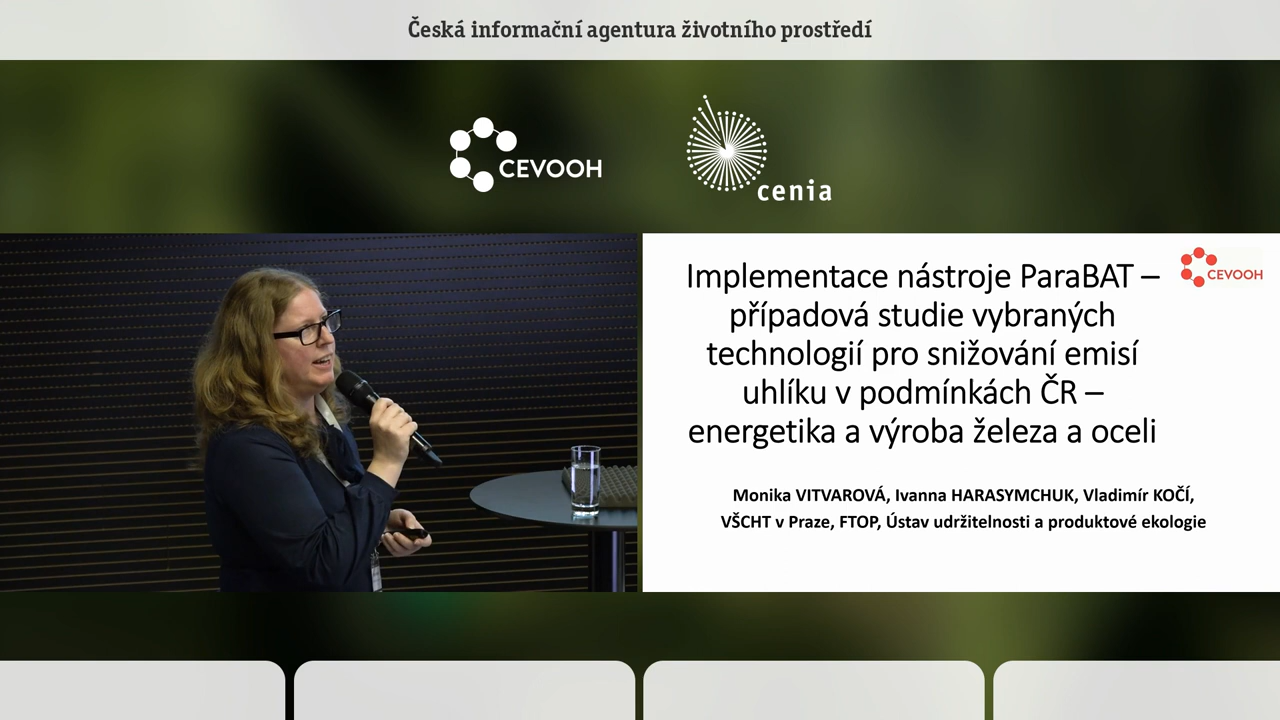 Česká informační agentura životního prostředí
CEVOOH
cenia
Implementace nástroje ParaBAT –
případová studie vybraných
technologií pro snižování emisí
uhlíku v podmínkách ČR –
energetika a výroba železa a oceli
CEVOOH
Monika VITVAROVÁ, Ivanna HARASYMCHUK, Vladimír KOČÍ,
VŠCHT v Praze, FTOP, Ústav udržitelnosti a produktové ekologie